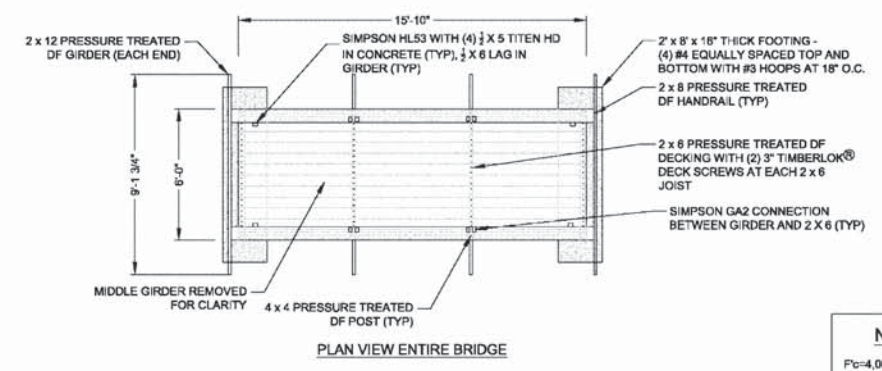 15'-10"
2 x 12 PRESSURE TREATED
DF GIRDER (EACH END)
SIMPSON HL53 WITH (4) ½ X 5 TITEN HD
IN CONCRETE (TYP), ½ X 6 LAG IN
GIRDER (TYP)
2' x 8' x 16" THICK FOOTING -
(4) #4 EQUALLY SPACED TOP AND
BOTTOM WITH #3 HOOPS AT 18" O.C.
2 x 8 PRESSURE TREATED
DF HANDRAIL (TYP)
9'-1 3/4"
6'-0"
2 x 6 PRESSURE TREATED DF
DECKING WITH (2) 3" TIMBERLOK®
DECK SCREWS AT EACH 2 x 6
JOIST
SIMPSON GA2 CONNECTION
BETWEEN GIRDER AND 2 X 6 (TYP)
MIDDLE GIRDER REMOVED
FOR CLARITY
4 x 4 PRESSURE TREATED
DF POST (TYP)
PLAN VIEW ENTIRE BRIDGE